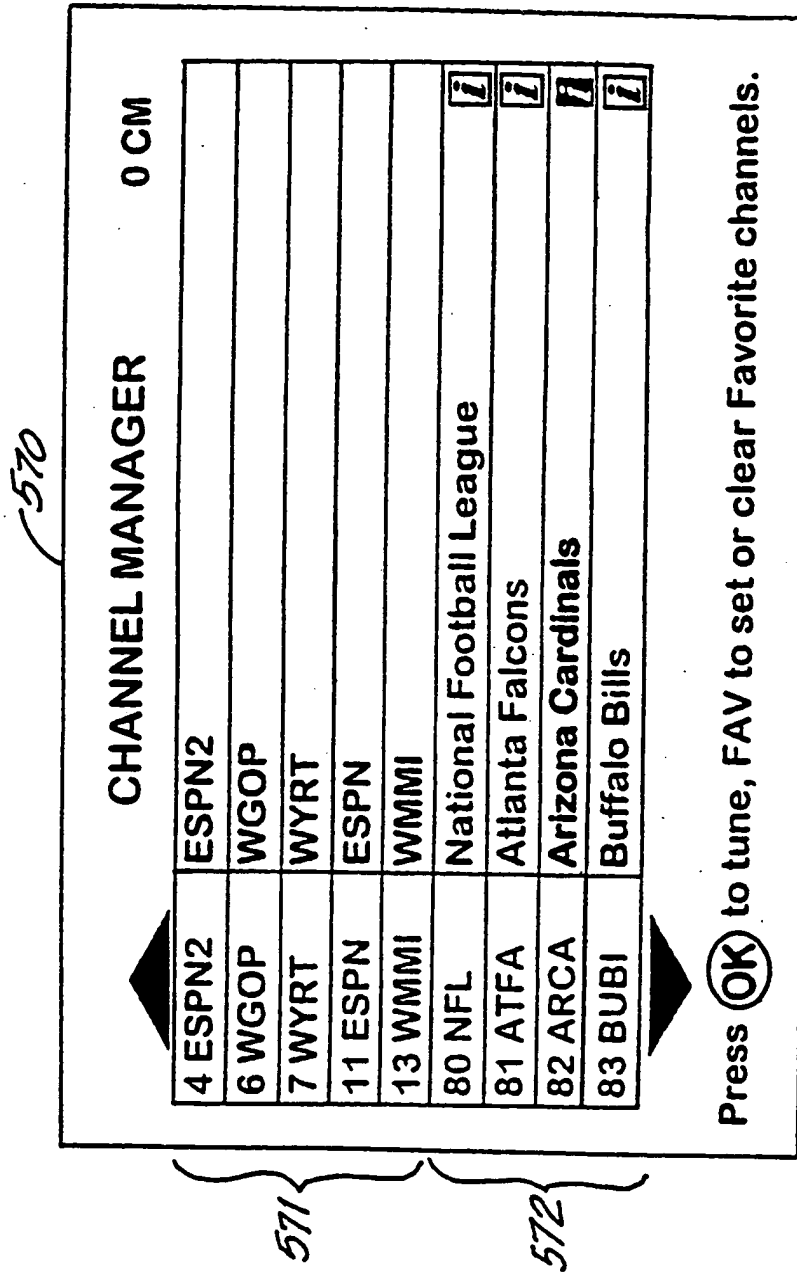 570
CHANNEL MANAGER 0 CM
4 ESPN2 ESPN2
6 WGOP WGOP
7 WYRT WYRT
11 ESPN ESPN
13 WMMI WMMI
80 NFL National Football League i
81 ATFA Atlanta Falcons i
82 ARCA Arizona Cardinals i
83 BUBI Buffalo Bills i
Press OK to tune, FAV to set or clear Favorite channels.
571
572